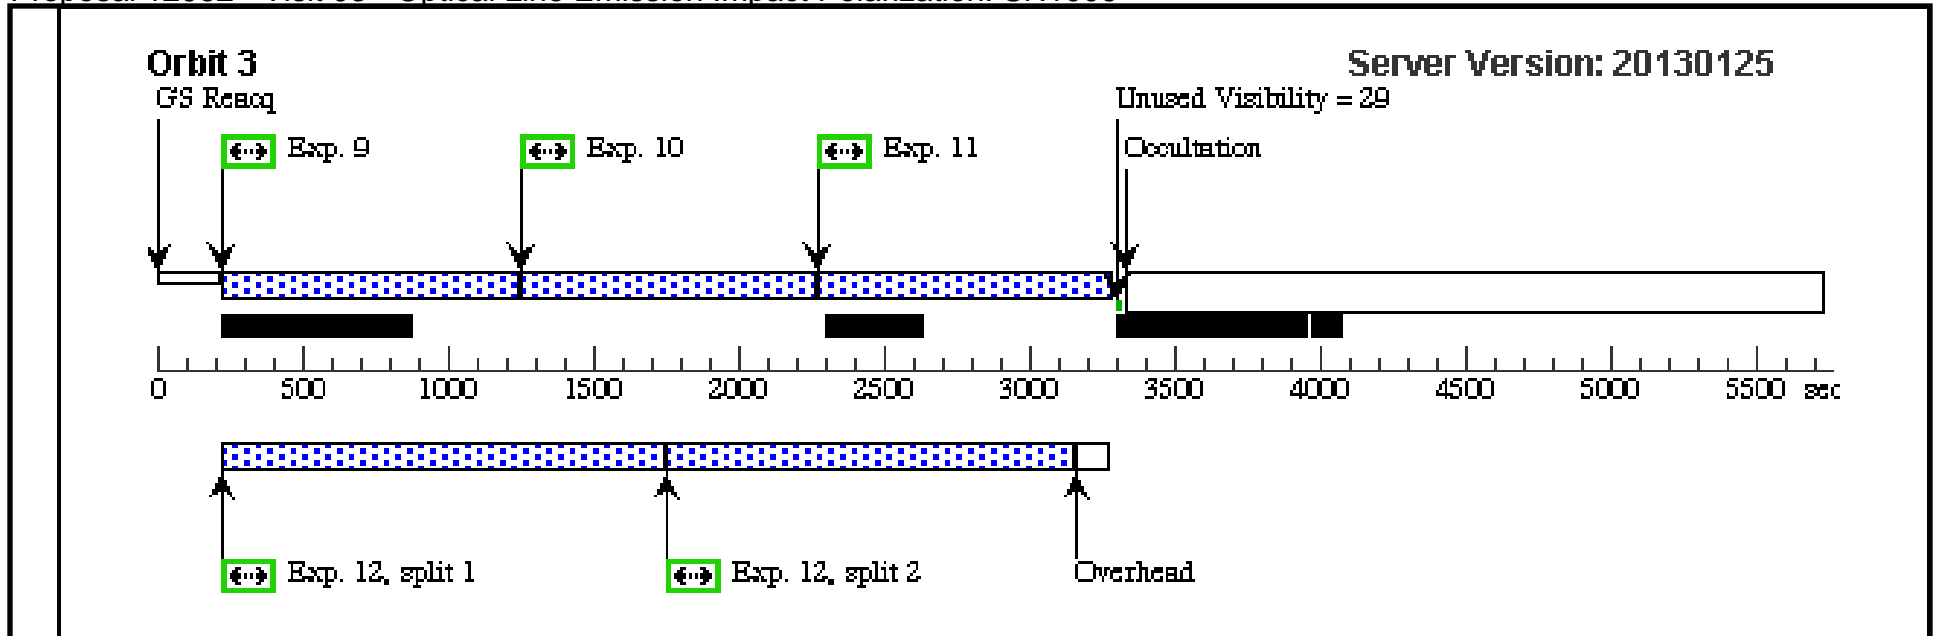 Orbit 3
Server Version: 20130125
GS Reacq
Unused Visibility = 29
Exp. 9
Exp. 10
Exp. 11
Occultation
0 500 1000 1500 2000 2500 3000 3500 4000 4500 5000 5500 sec
Exp. 12, split 1
Exp. 12, split 2
Overhead